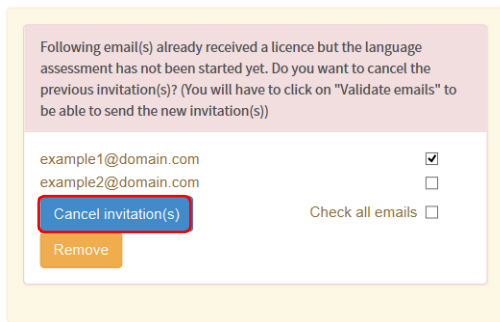 Following email(s) already received a licence but the language
assessment has not been started yet. Do you want to cancel the
previous invitation(s)? (You will have to click on "Validate emails" to
be able to send the new invitation(s))
example1@domain.com
example2@domain.com
Cancel invitation(s) Check all emails
Remove